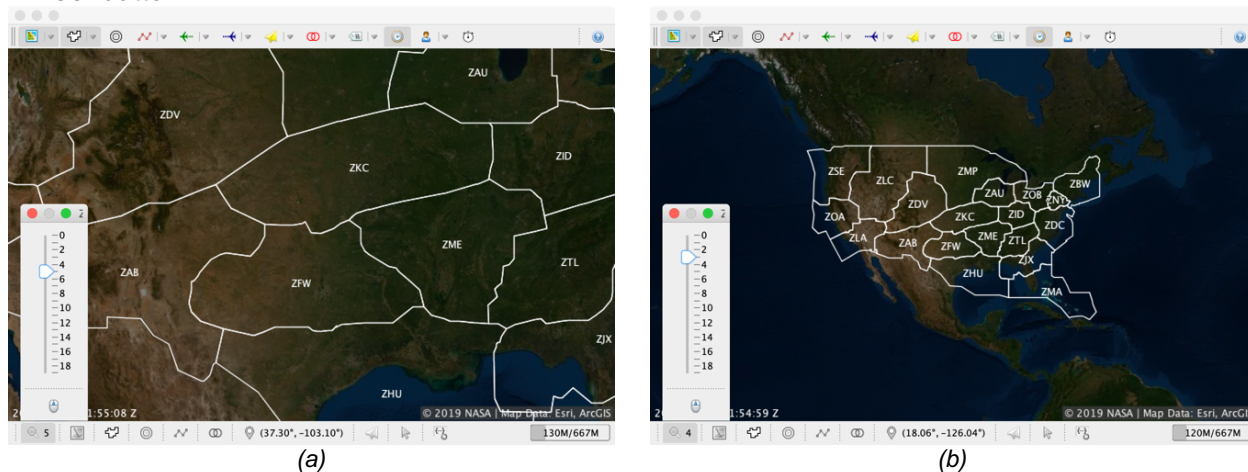 ZAU
ZDV
ZKC
ZID
ZME
ZAB
ZFW
ZTL
ZJX
ZHU
0
2
4
6
8
10
12
14
16
18
1:55:08 Z
© 2019 NASA | Map Data: Esri, ArcGIS
5
(37.30°, -103.10°)
130M/667M
(a)
ZSE
ZLC
ZMP
ZBW
ZAU
ZOB
ZNY
ZDV
ZOA
ZKC
ZID
ZDC
ZLA
ZAB
ZFW
ZME
ZTL
ZJX
ZHU
ZMA
0
2
4
6
8
10
12
14
16
18
1:54:59 Z
© 2019 NASA | Map Data: Esri, ArcGIS
4
(18.06°, -126.04°)
120M/667M
(b)